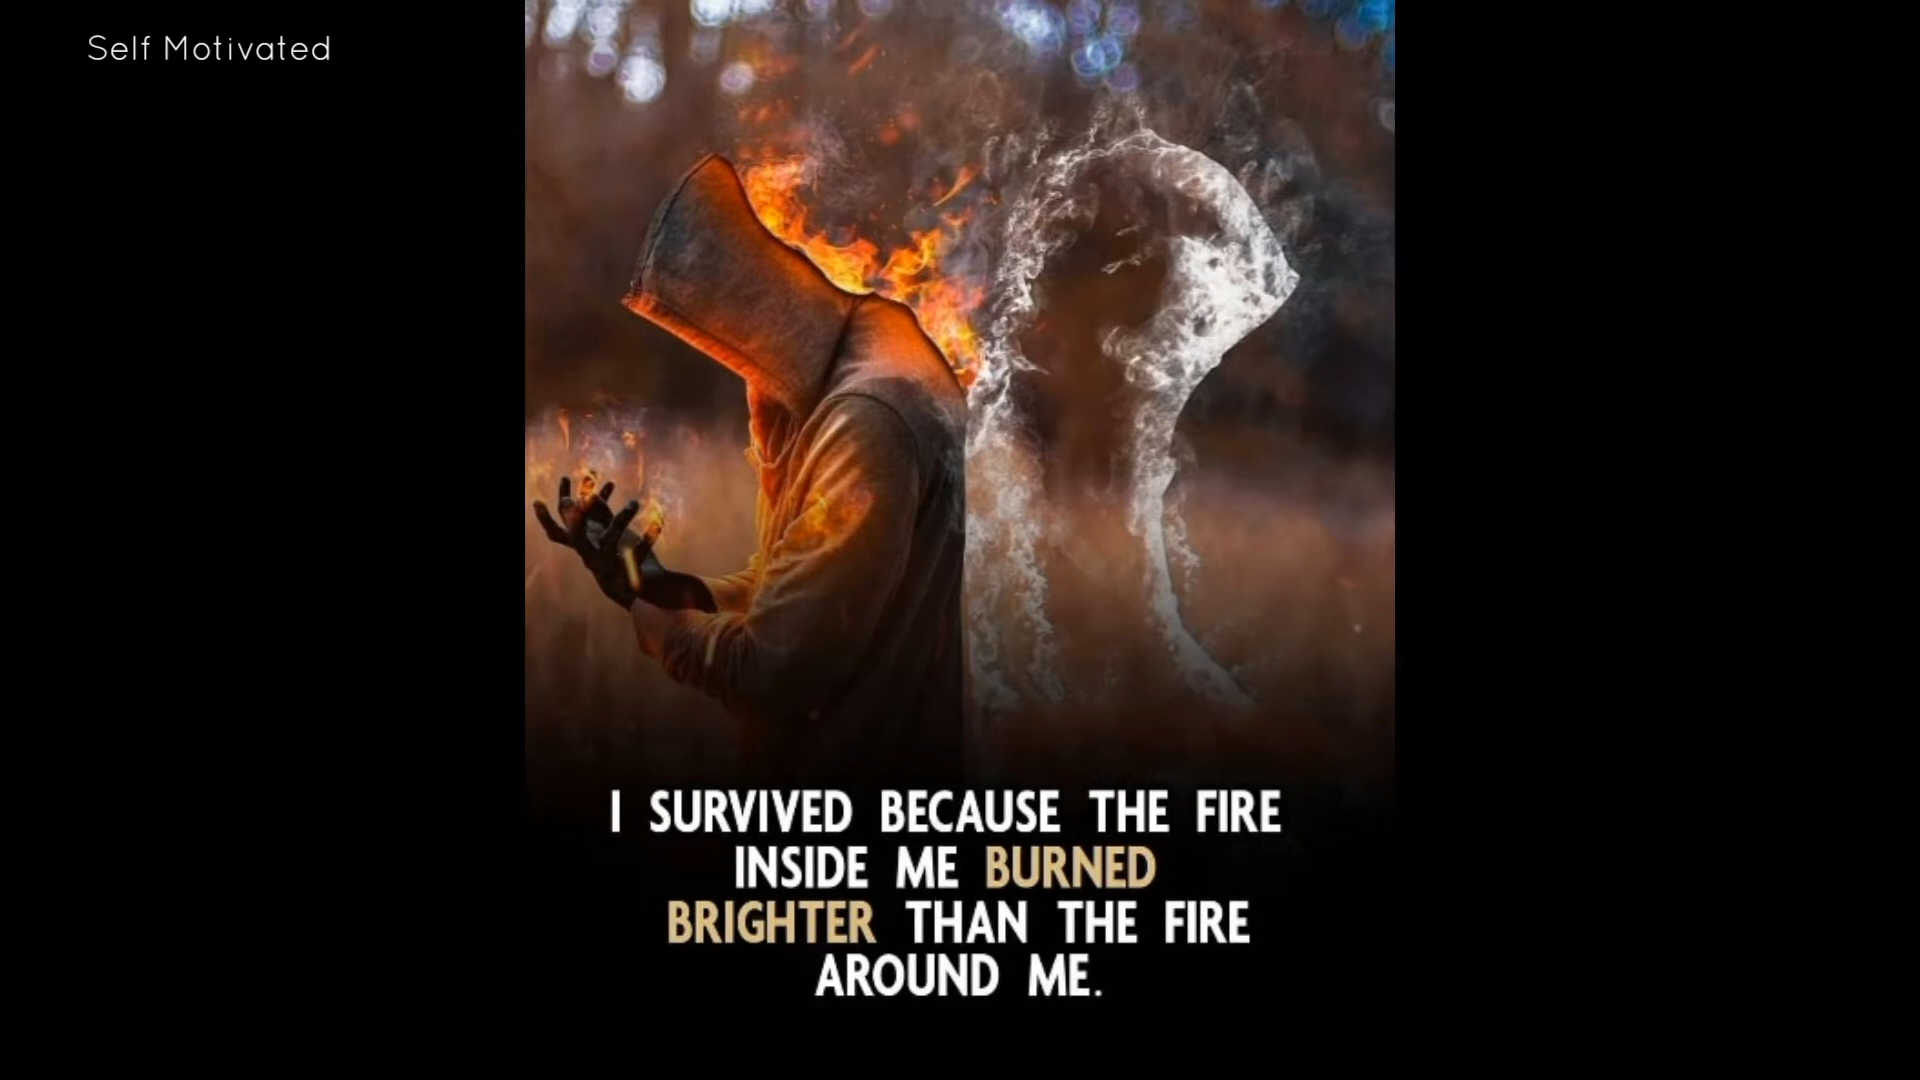 Self Motivated
I SURVIVED BECAUSE THE FIRE
INSIDE ME BURNED
BRIGHTER THAN THE FIRE
AROUND ME.